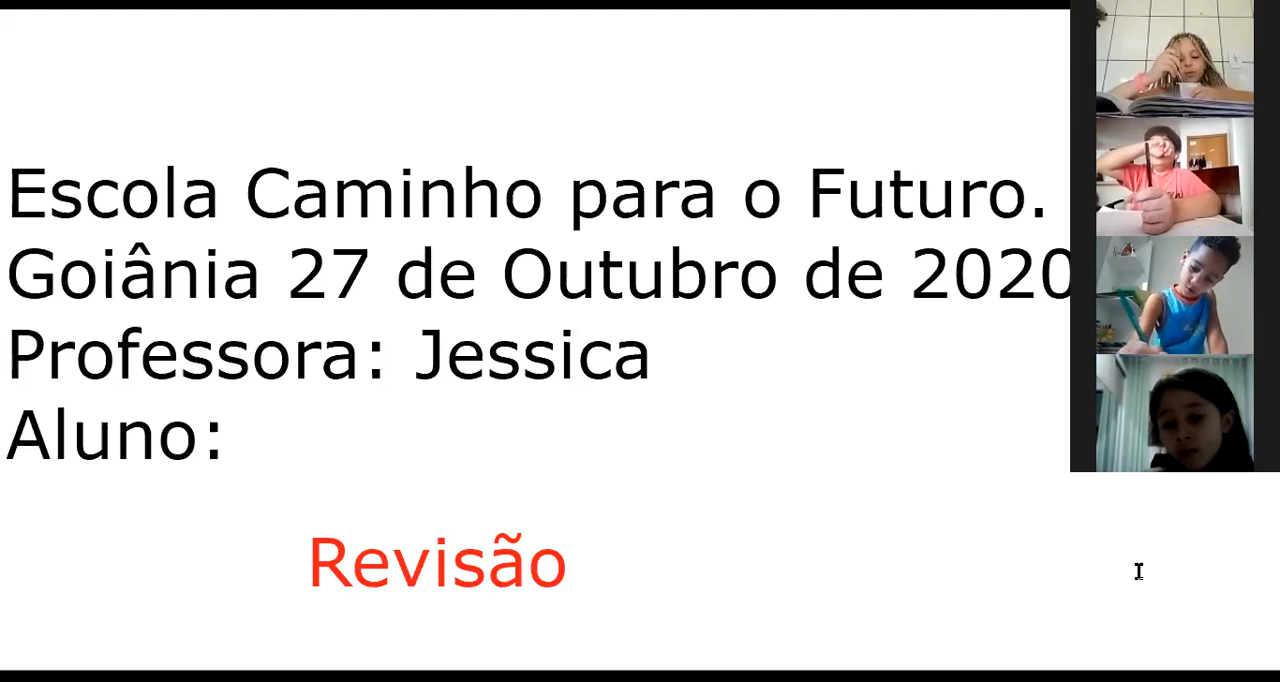 Escola Caminho para o Futuro.
Goiânia 27 de Outubro de 2020
Professora: Jessica
Aluno:
Revisão